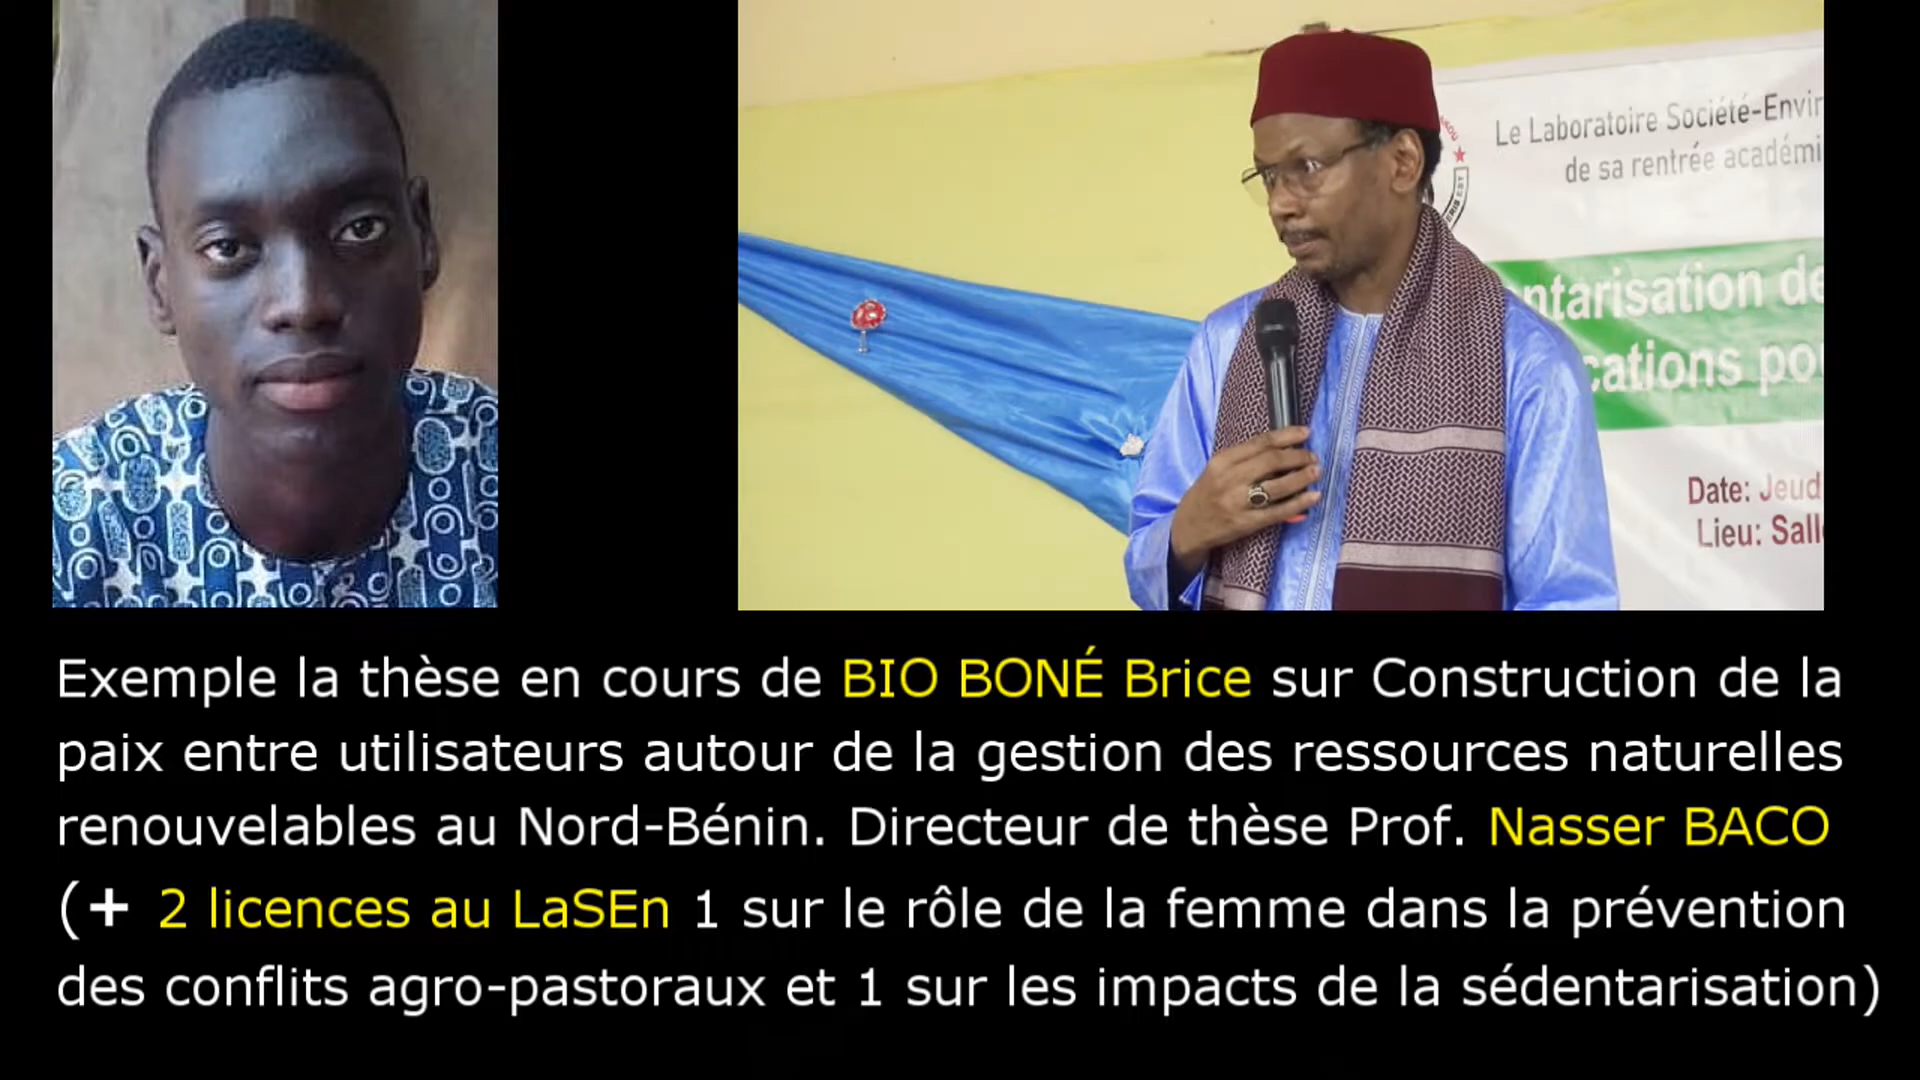 Le Laboratoire Société-Envir
de sa rentrée académi
ntarisation de
cations po
Date: Jeud
Lieu: Sall
Exemple la thèse en cours de BIO BONÉ Brice sur Construction de la
paix entre utilisateurs autour de la gestion des ressources naturelles
renouvelables au Nord-Bénin. Directeur de thèse Prof. Nasser BACO
(+ 2 licences au LaSEn 1 sur le rôle de la femme dans la prévention
des conflits agro-pastoraux et 1 sur les impacts de la sédentarisation)